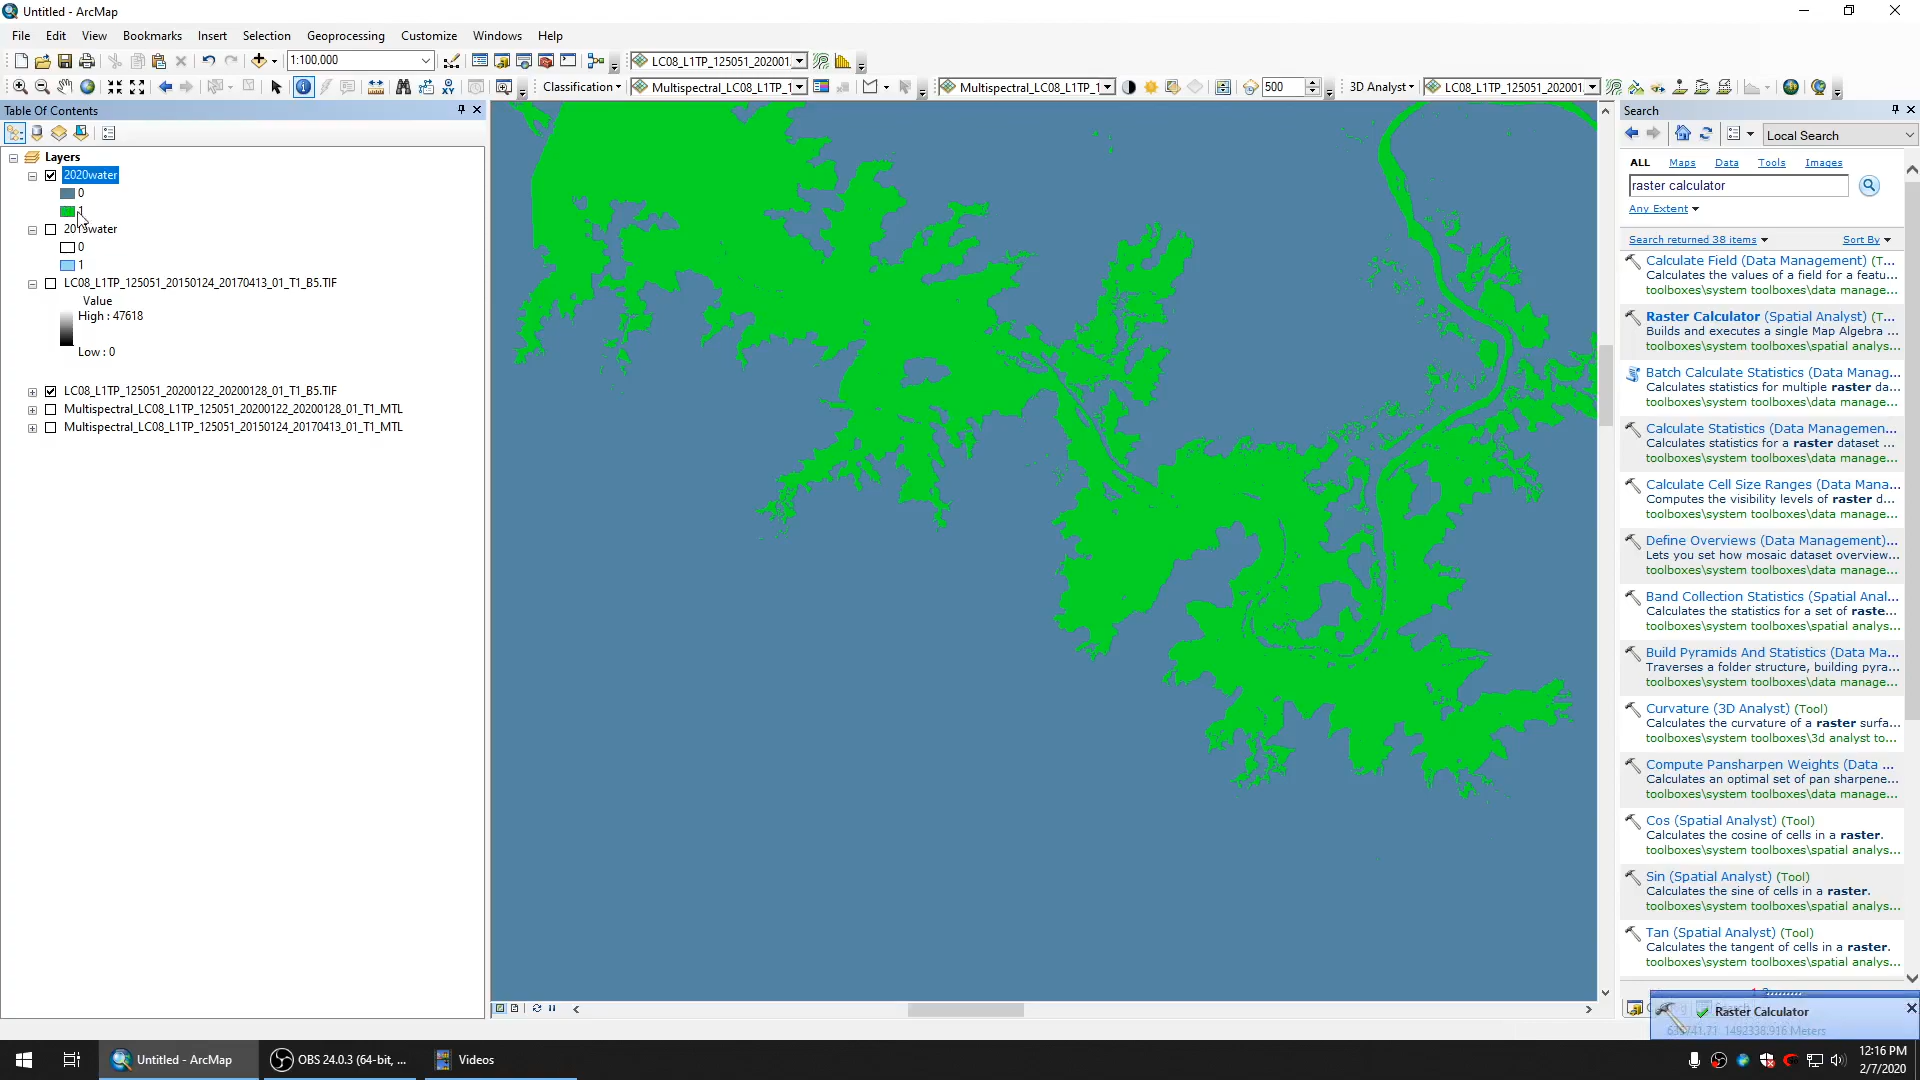 Untitled - ArcMap
File Edit View Bookmarks Insert Selection Geoprocessing Customize Windows Help
1:100,000
LC08_L1TP_125051_202001
Classification
Multispectral_LC08_L1TP_1
Multispectral_LC08_L1TP_1
500
3D Analyst
LC08_L1TP_125051_202001
Table Of Contents
Layers
2020water
0
1
0
1
LC08_L1TP_125051_20150124_20170413_01_T1_B5.TIF
Value
High : 47618
Low : 0
LC08_L1TP_125051_20200122_20200128_01_T1_B5.TIF
Multispectral_LC08_L1TP_125051_20200122_20200128_01_T1_MTL
Multispectral_LC08_L1TP_125051_20150124_20170413_01_T1_MTL
Search
Local Search
ALL Maps Data Tools Images
raster calculator
Any Extent
Search returned 38 items
Sort By
Calculate Field (Data Management) (T...
Calculates the values of a field for a featu...
toolboxes\system toolboxes\data manage...
Raster Calculator (Spatial Analyst) (T...
Builds and executes a single Map Algebra ...
toolboxes\system toolboxes\spatial analys...
Batch Calculate Statistics (Data Manag...
Calculates statistics for multiple raster da...
toolboxes\system toolboxes\data manage...
Calculate Statistics (Data Managemen...
Calculates statistics for a raster dataset ...
toolboxes\system toolboxes\data manage...
Calculate Cell Size Ranges (Data Mana...
Computes the visibility levels of raster d...
toolboxes\system toolboxes\data manage...
Define Overviews (Data Management)...
Lets you set how mosaic dataset overview...
toolboxes\system toolboxes\data manage...
Band Collection Statistics (Spatial Anal...
Calculates the statistics for a set of raste...
toolboxes\system toolboxes\spatial analys...
Build Pyramids And Statistics (Data Ma...
Traverses a folder structure, building pyra...
toolboxes\system toolboxes\data manage...
Curvature (3D Analyst) (Tool)
Calculates the curvature of a raster surfa...
toolboxes\system toolboxes\3d analyst to...
Compute Pansharpen Weights (Data ...
Calculates an optimal set of pan sharpene...
toolboxes\system toolboxes\data manage...
Cos (Spatial Analyst) (Tool)
Calculates the cosine of cells in a raster.
toolboxes\system toolboxes\spatial analys...
Sin (Spatial Analyst) (Tool)
Calculates the sine of cells in a raster.
toolboxes\system toolboxes\spatial analys...
Tan (Spatial Analyst) (Tool)
Calculates the tangent of cells in a raster.
toolboxes\system toolboxes\spatial analys...
Raster Calculator
Untitled - ArcMap
OBS 24.0.3 (64-bit, ...
Videos
12:16 PM
2/7/2020